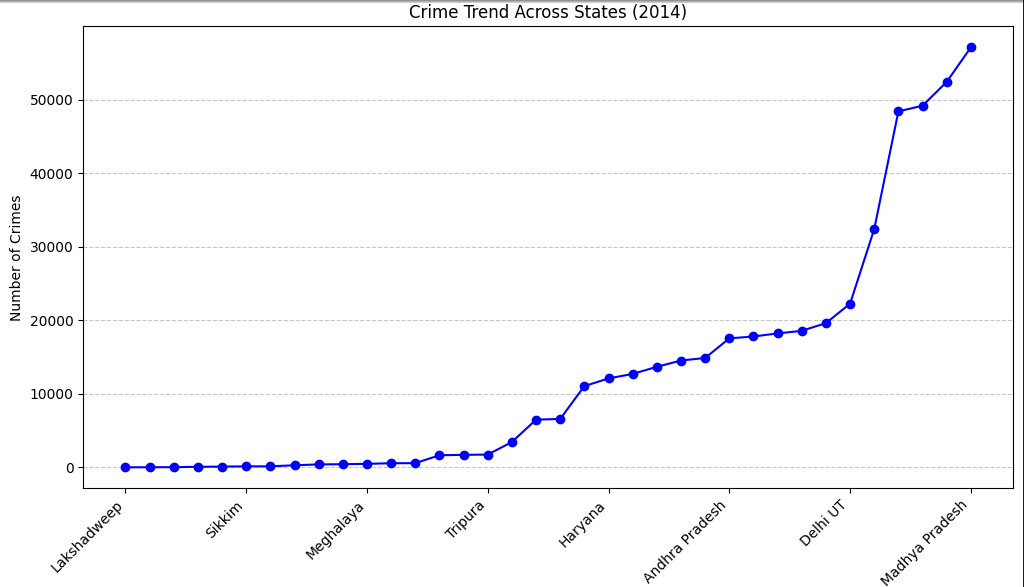 Crime Trend Across States (2014)
Number of Crimes
50000
40000
30000
20000
10000
0
Lakshadweep
Sikkim
Meghalaya
Tripura
Haryana
Andhra Pradesh
Delhi UT
Madhya Pradesh